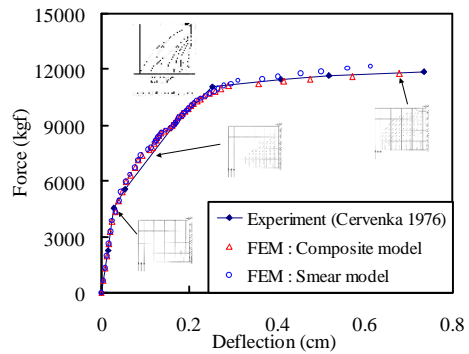 15000
12000
9000
6000
3000
0
Force (kgf)
Experiment (Cervenka 1976)
FEM : Composite model
FEM : Smear model
0 0.2 0.4 0.6 0.8
Deflection (cm)